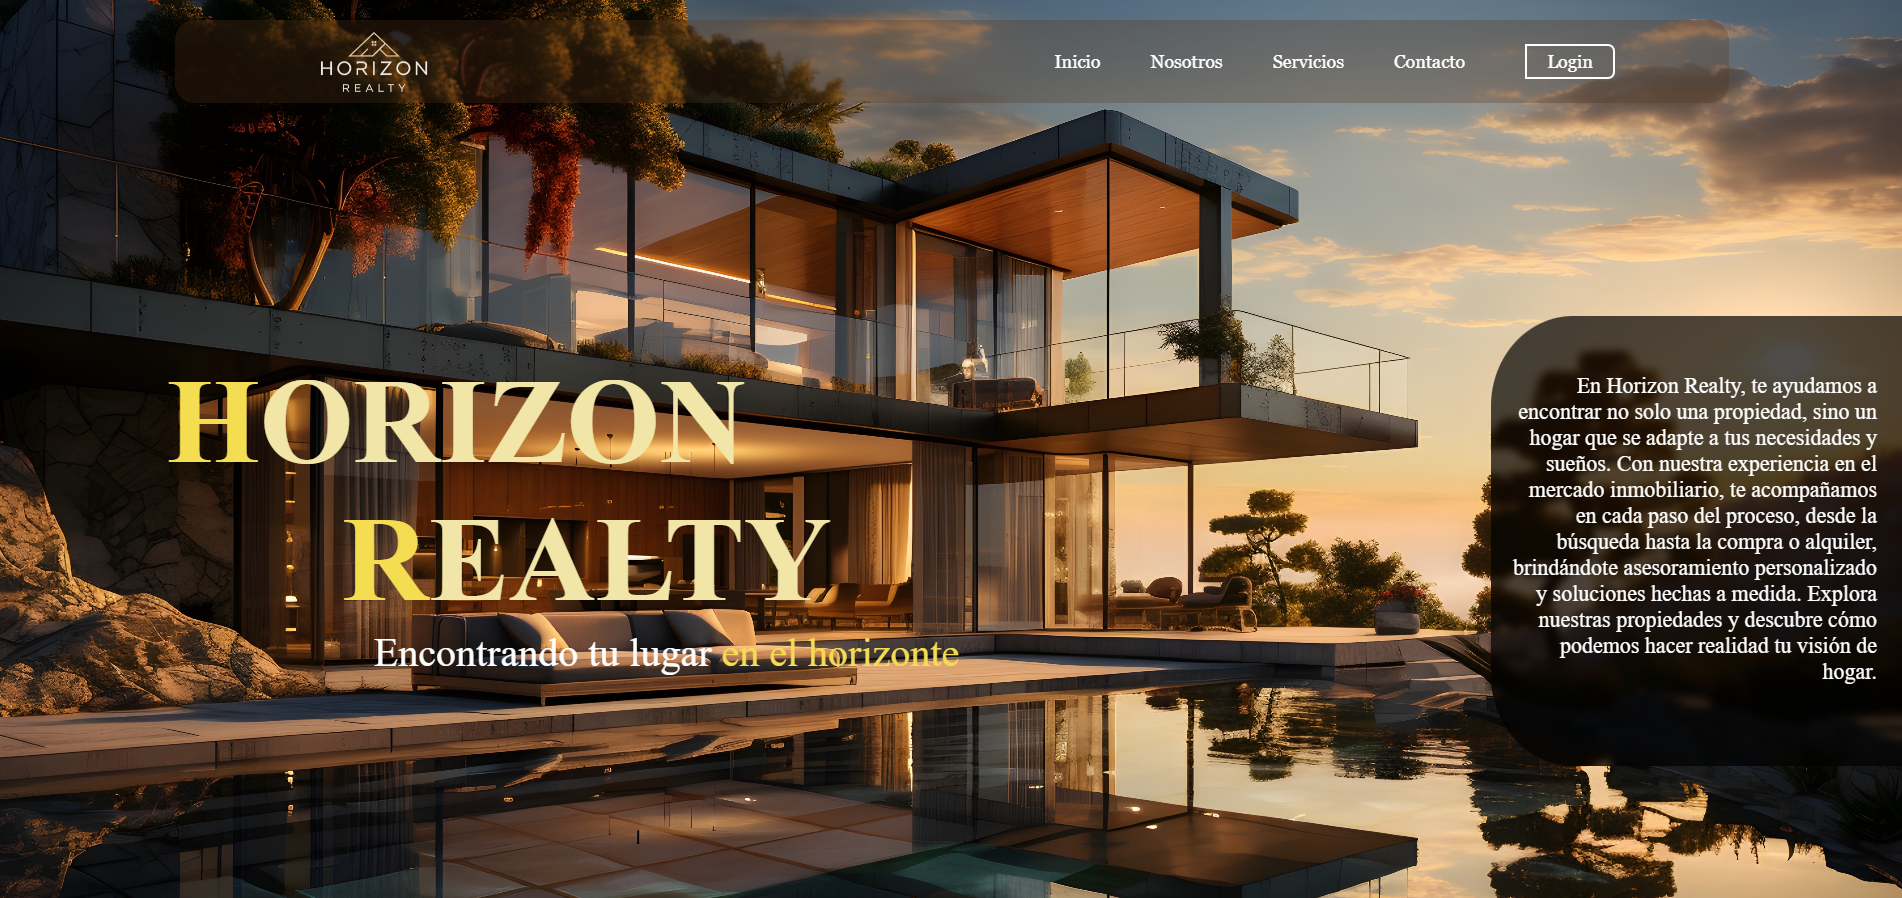 HORIZON
REALTY
Inicio
Nosotros
Servicios
Contacto
Login
HORIZON
REALTY
Encontrando tu lugar en el horizonte
En Horizon Realty, te ayudamos a
encontrar no solo una propiedad, sino un
hogar que se adapte a tus necesidades y
sueños. Con nuestra experiencia en el
mercado inmobiliario, te acompañamos
en cada paso del proceso, desde la
búsqueda hasta la compra o alquiler,
brindándote asesoramiento personalizado
y soluciones hechas a medida. Explora
nuestras propiedades y descubre cómo
podemos hacer realidad tu visión de
hogar.